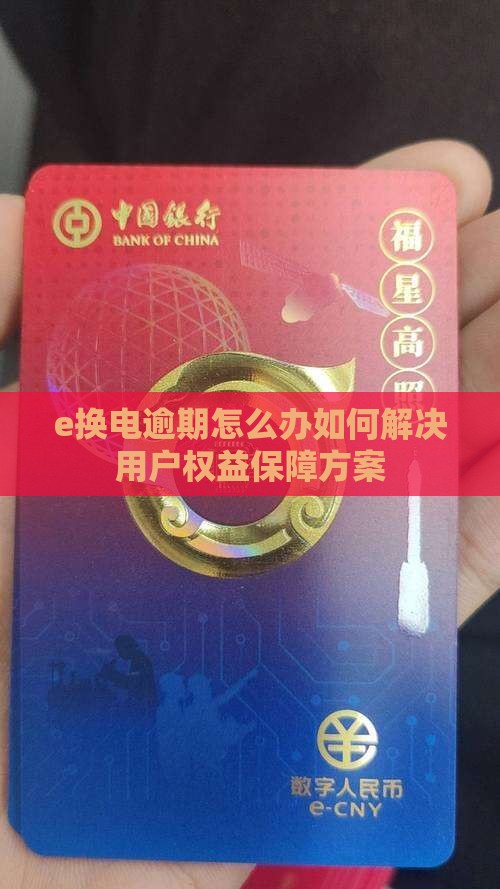 中国银行
BANK OF CHINA
福星高照
e换电逾期怎么办如何解决
用户权益保障方案
数字人民币
e-CNY